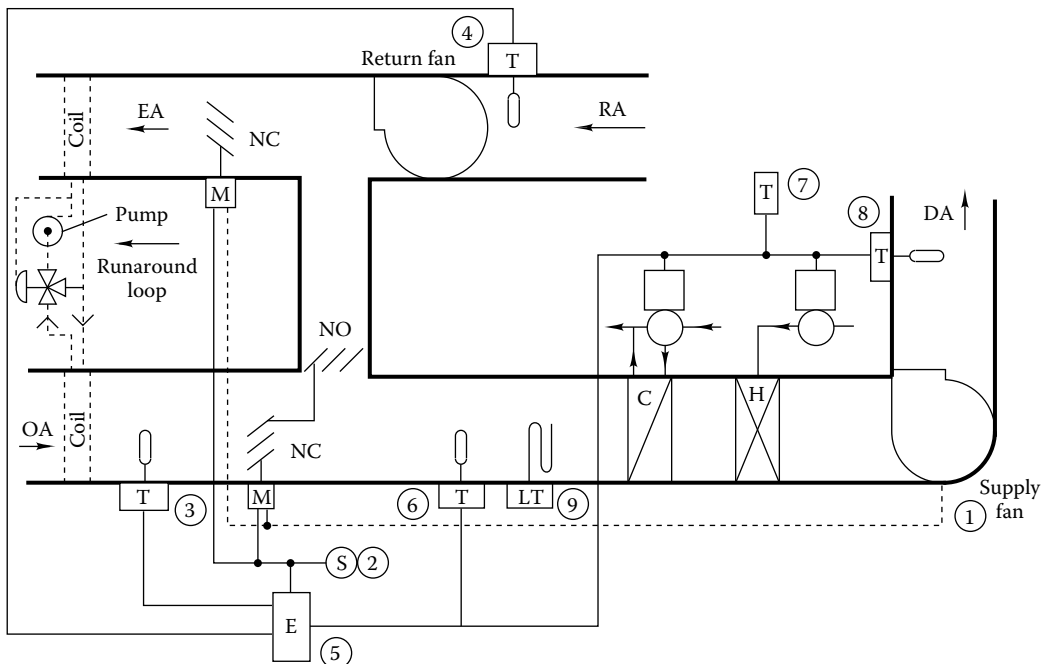 4
T
Return fan
Coil
EA
NC
RA
M
T
7
Pump
8
DA
T
Runaround
loop
NO
C
H
OA
Coil
NC
T
3
M
6
T
LT
9
1
Supply
fan
S
2
E
5